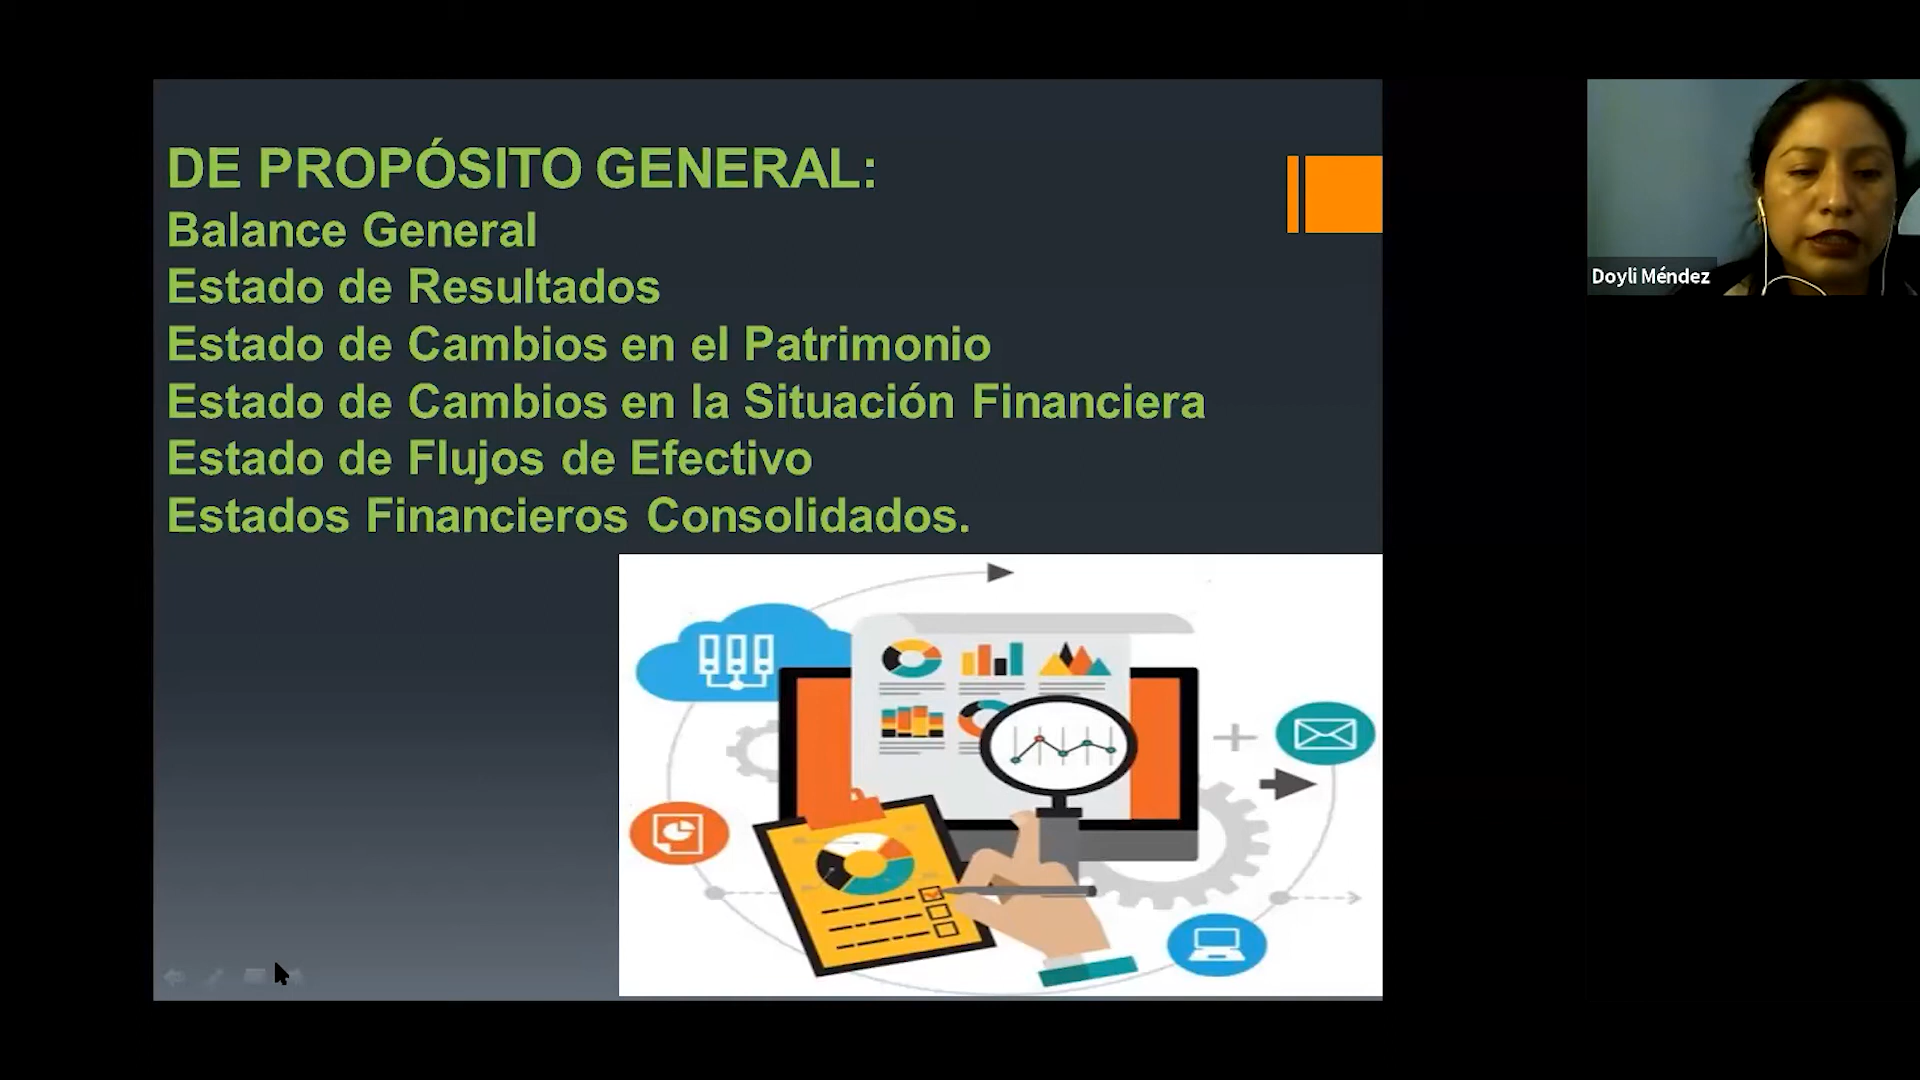 DE PROPÓSITO GENERAL:
Balance General
Estado de Resultados
Estado de Cambios en el Patrimonio
Estado de Cambios en la Situación Financiera
Estado de Flujos de Efectivo
Estados Financieros Consolidados.
Doyli Méndez